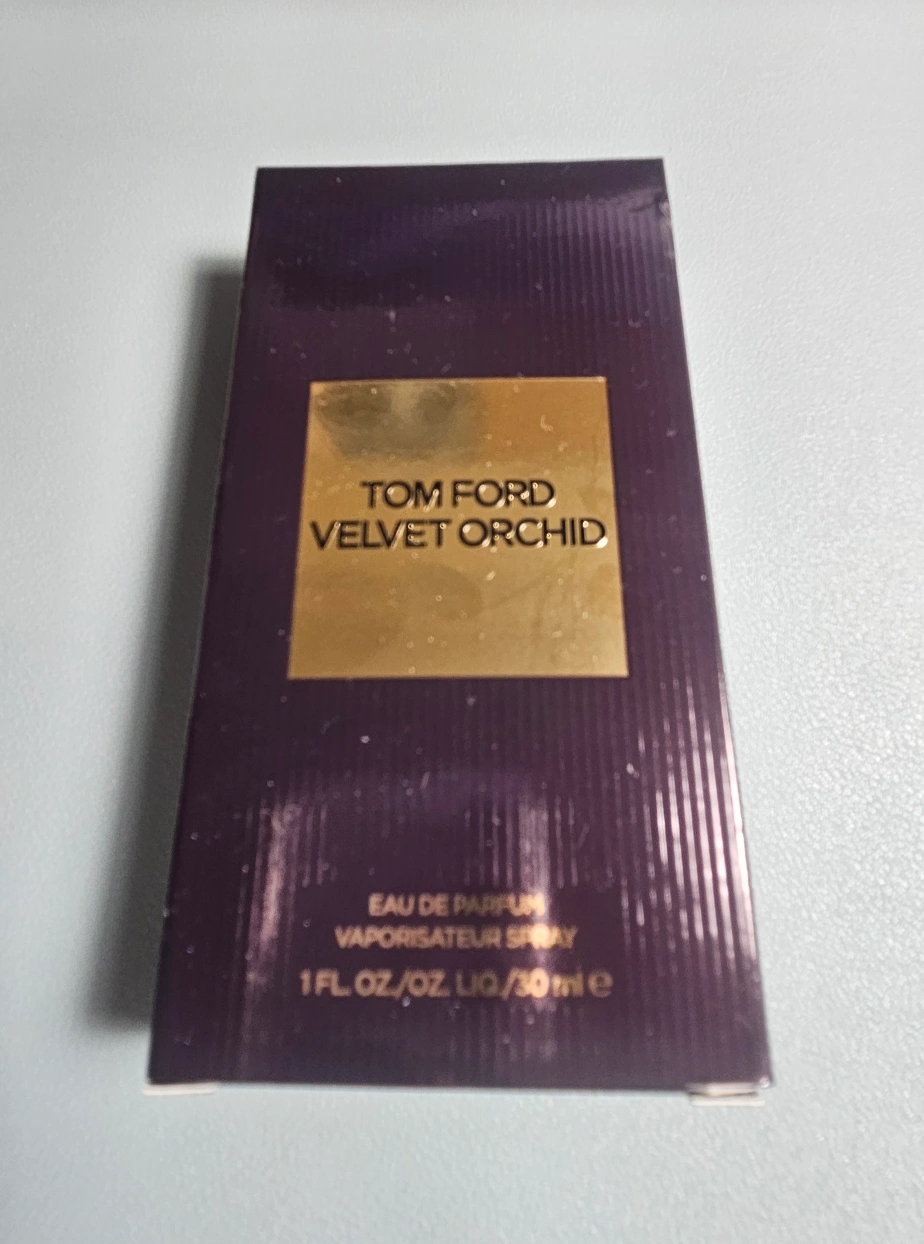 TOM FORD
VELVET ORCHID
EAU DE PARFUM
VAPORISATEUR SPRAY
1 FL. OZ./OZ. LIQ./30 ml ℮